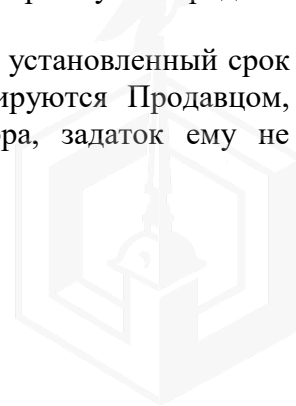 установленный срок
ируются Продавцом,
ра, задаток ему не